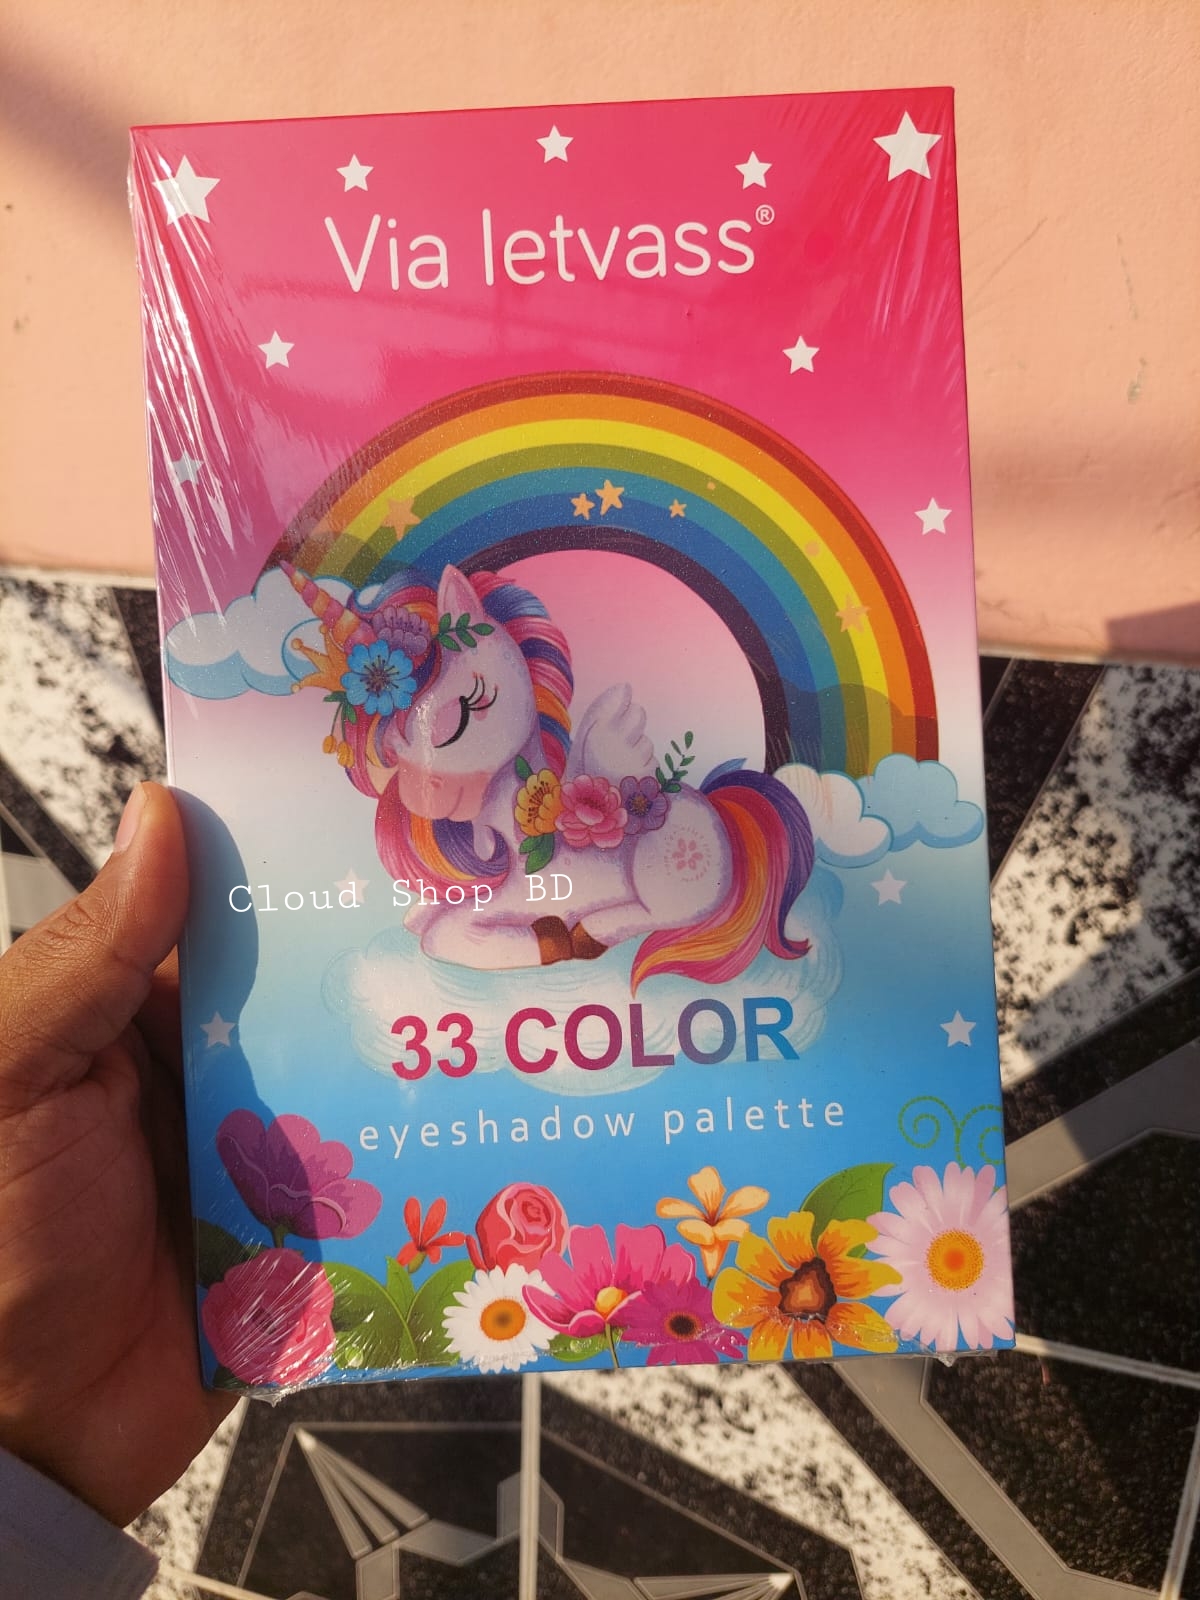 Via letvass®
Cloud Shop BD
33 COLOR
eyeshadow palette